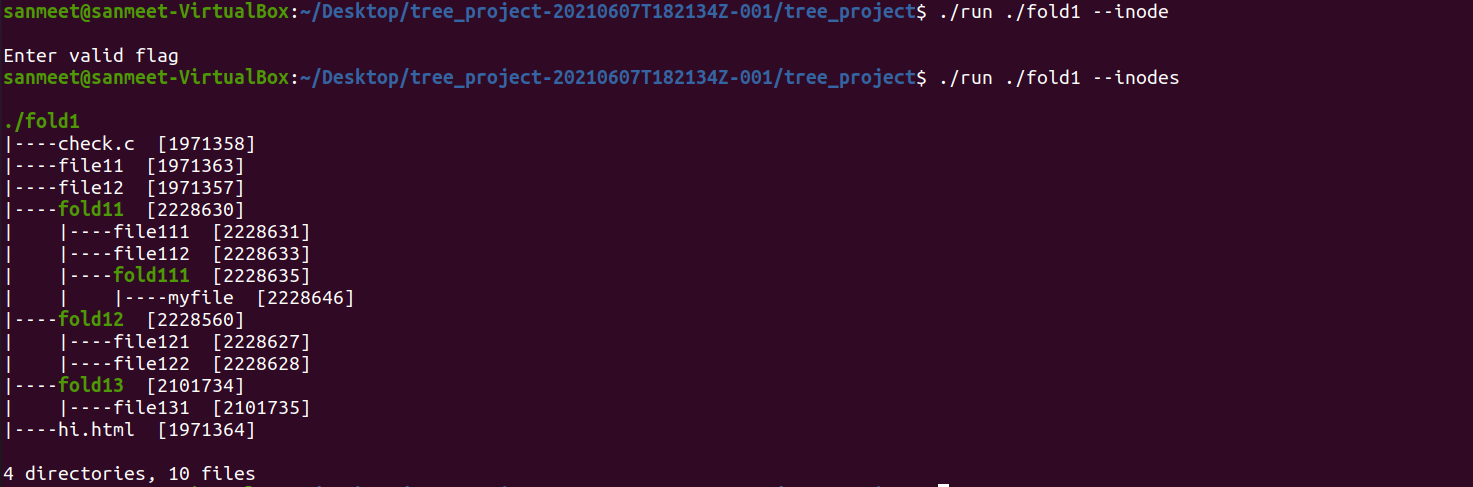 sanmeet@sanmeet-VirtualBox:~/Desktop/tree_project-20210607T182134Z-001/tree_project$ ./run ./fold1 --inode
Enter valid flag
sanmeet@sanmeet-VirtualBox:~/Desktop/tree_project-20210607T182134Z-001/tree_project$ ./run ./fold1 --inodes
./fold1
|----check.c  [1971358]
|----file11  [1971363]
|----file12  [1971357]
|----fold11  [2228630]
|    |----file111  [2228631]
|    |----file112  [2228633]
|    |----fold111  [2228635]
|    |    |----myfile  [2228646]
|----fold12  [2228560]
|    |----file121  [2228627]
|    |----file122  [2228628]
|----fold13  [2101734]
|    |----file131  [2101735]
|----hi.html  [1971364]
4 directories, 10 files